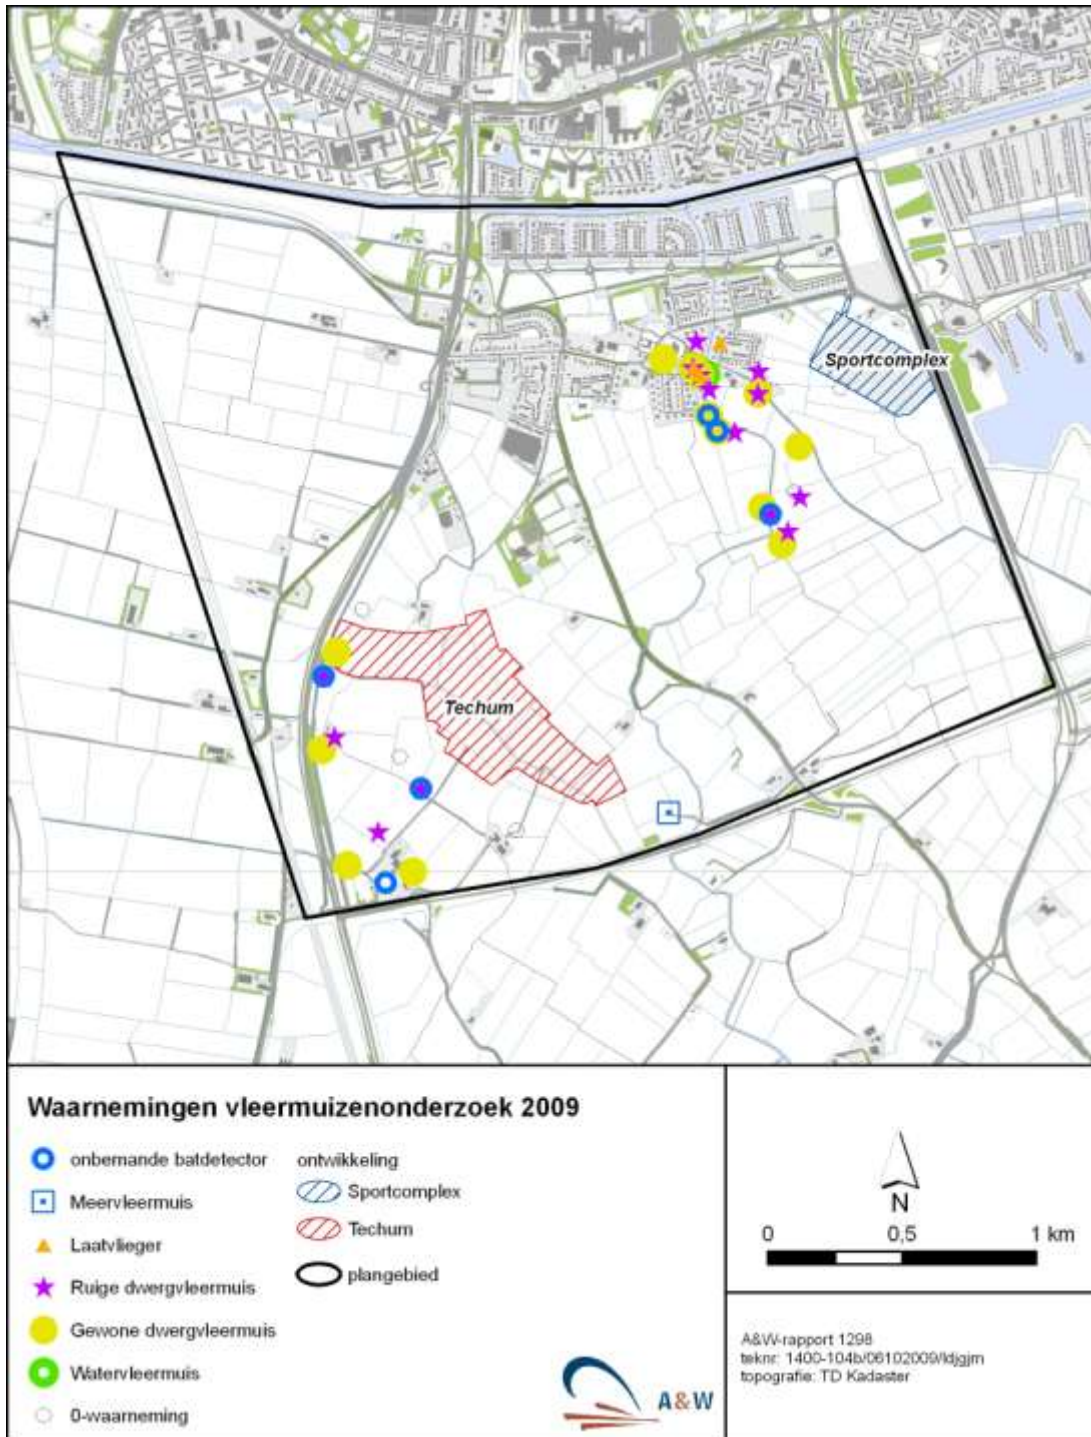 Sportcomplex
Techum
Waarnemingen vleermuizenonderzoek 2009
onbemande batdetector
Meervleermuis
Laatvlieger
Ruige dwergvleermuis
Gewone dwergvleermuis
Watervleermuis
0-waarneming
ontwikkeling
Sportcomplex
Techum
plangebied
A&W
N
0 0,5 1 km
A&W-rapport 1298
teknr: 1400-104b/06102009/ldjgjm
topografie: TD Kadaster